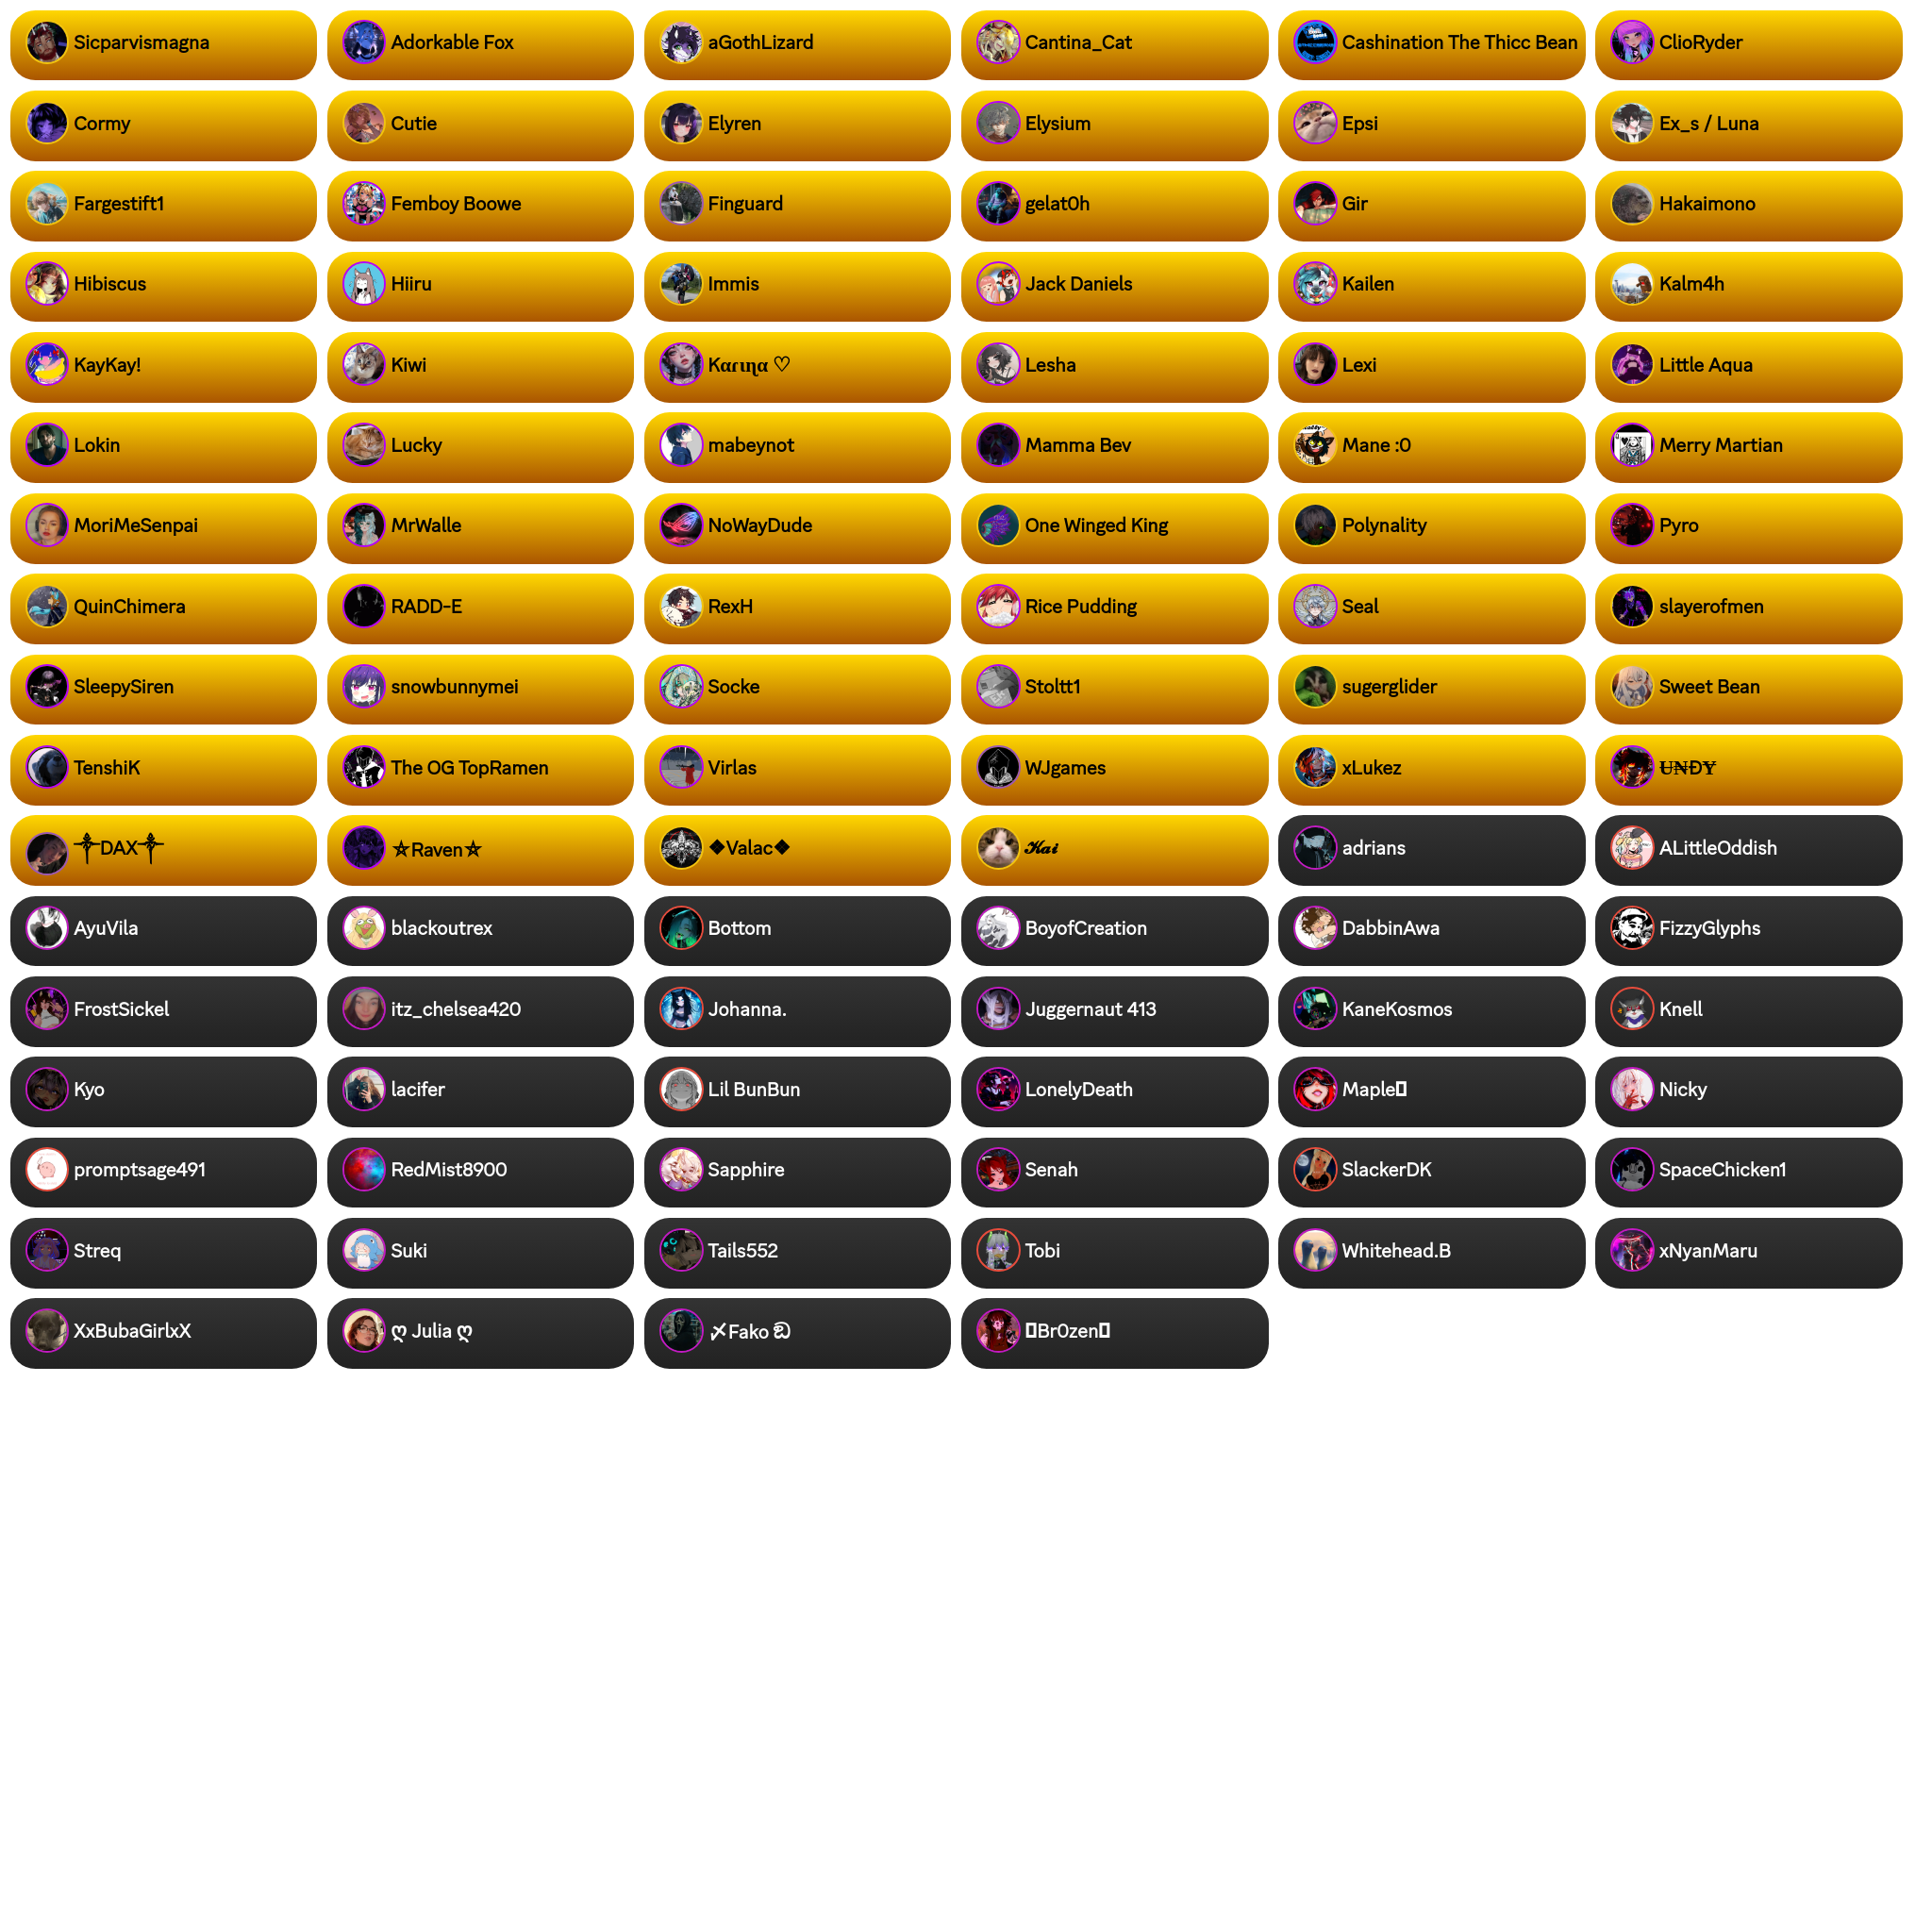 Sicparvismagna
Adorkable Fox
aGothLizard
Cantina_Cat
Cashination The Thicc Bean
ClioRyder
Cormy
Cutie
Elyren
Elysium
Epsi
Ex_s / Luna
Fargestift1
Femboy Boowe
Finguard
gelat0h
Gir
Hakaimono
Hibiscus
Hiiru
Immis
Jack Daniels
Kailen
Kalm4h
KayKay!
Kiwi
Kαɾιɳα ♡
Lesha
Lexi
Little Aqua
Lokin
Lucky
mabeynot
Mamma Bev
Mane :0
Merry Martian
MoriMeSenpai
MrWalle
NoWayDude
One Winged King
Polynality
Pyro
QuinChimera
RADD-E
RexH
Rice Pudding
Seal
slayerofmen
SleepySiren
snowbunnymei
Socke
Stoltt1
sugerglider
Sweet Bean
TenshiK
The OG TopRamen
Virlas
WJgames
xLukez
U̶N̶D̶Y̶
༒DAX༒
⛤Raven⛤
❖Valac❖
𝓚𝓪𝓲
adrians
ALittleOddish
AyuVila
blackoutrex
Bottom
BoyofCreation
DabbinAwa
FizzyGlyphs
FrostSickel
itz_chelsea420
Johanna.
Juggernaut 413
KaneKosmos
Knell
Kyo
lacifer
Lil BunBun
LonelyDeath
Maple
Nicky
promptsage491
RedMist8900
Sapphire
Senah
SlackerDK
SpaceChicken1
Streq
Suki
Tails552
Tobi
Whitehead.B
xNyanMaru
XxBubaGirlxX
ღ Julia ღ
〆Fako ඞ
Br0zen